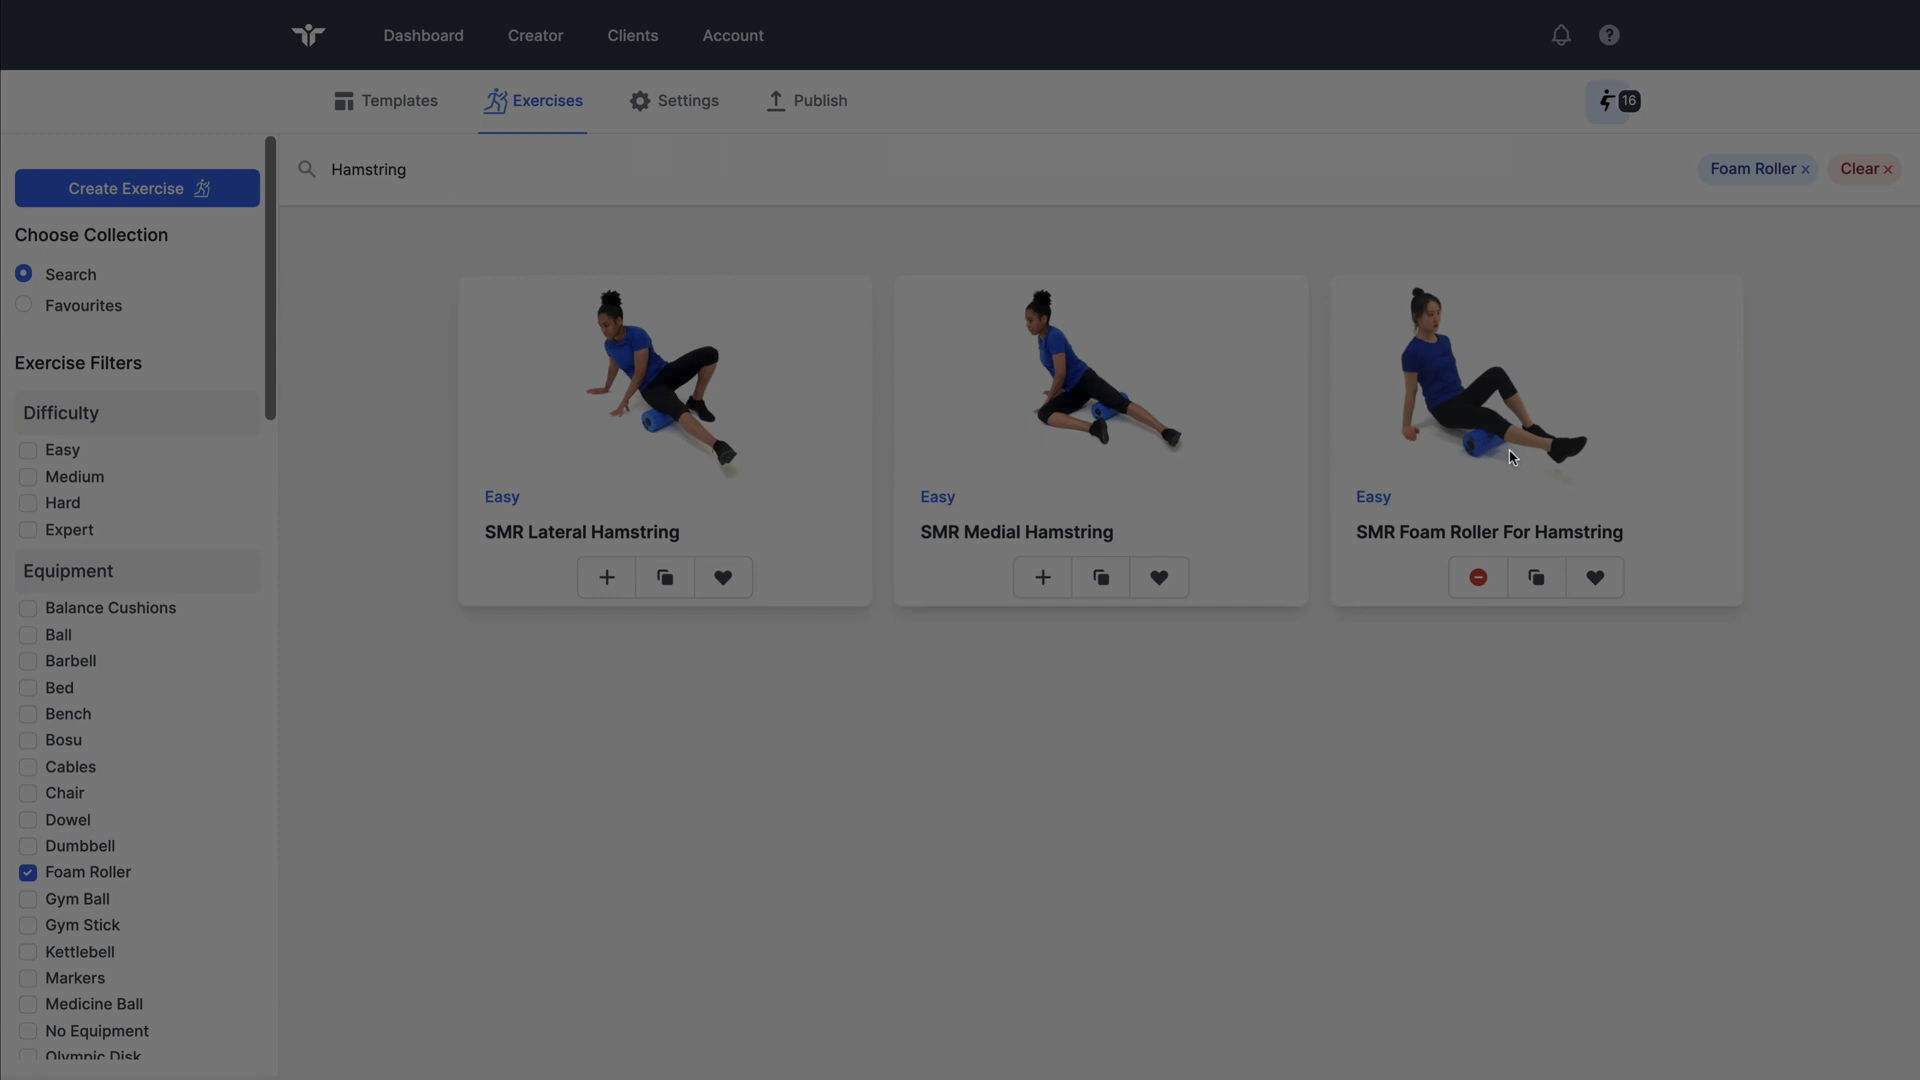 Dashboard
Creator
Clients
Account
Templates
Exercises
Settings
Publish
16
Create Exercise
Hamstring
Foam Roller ×
Clear ×
Choose Collection
Search
Favourites
Exercise Filters
Difficulty
Easy
Medium
Hard
Expert
Equipment
Balance Cushions
Ball
Barbell
Bed
Bench
Bosu
Cables
Chair
Dowel
Dumbbell
Foam Roller
Gym Ball
Gym Stick
Kettlebell
Markers
Medicine Ball
No Equipment
Olympic Disk
Easy
SMR Lateral Hamstring
Easy
SMR Medial Hamstring
Easy
SMR Foam Roller For Hamstring